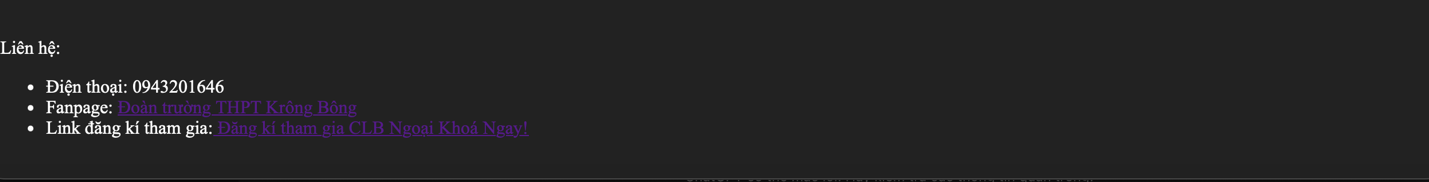 Liên hệ:
• Điện thoại: 0943201646
• Fanpage: Đoàn trường THPT Krông Bông
• Link đăng kí tham gia: Đăng kí tham gia CLB Ngoại Khoá Ngay!